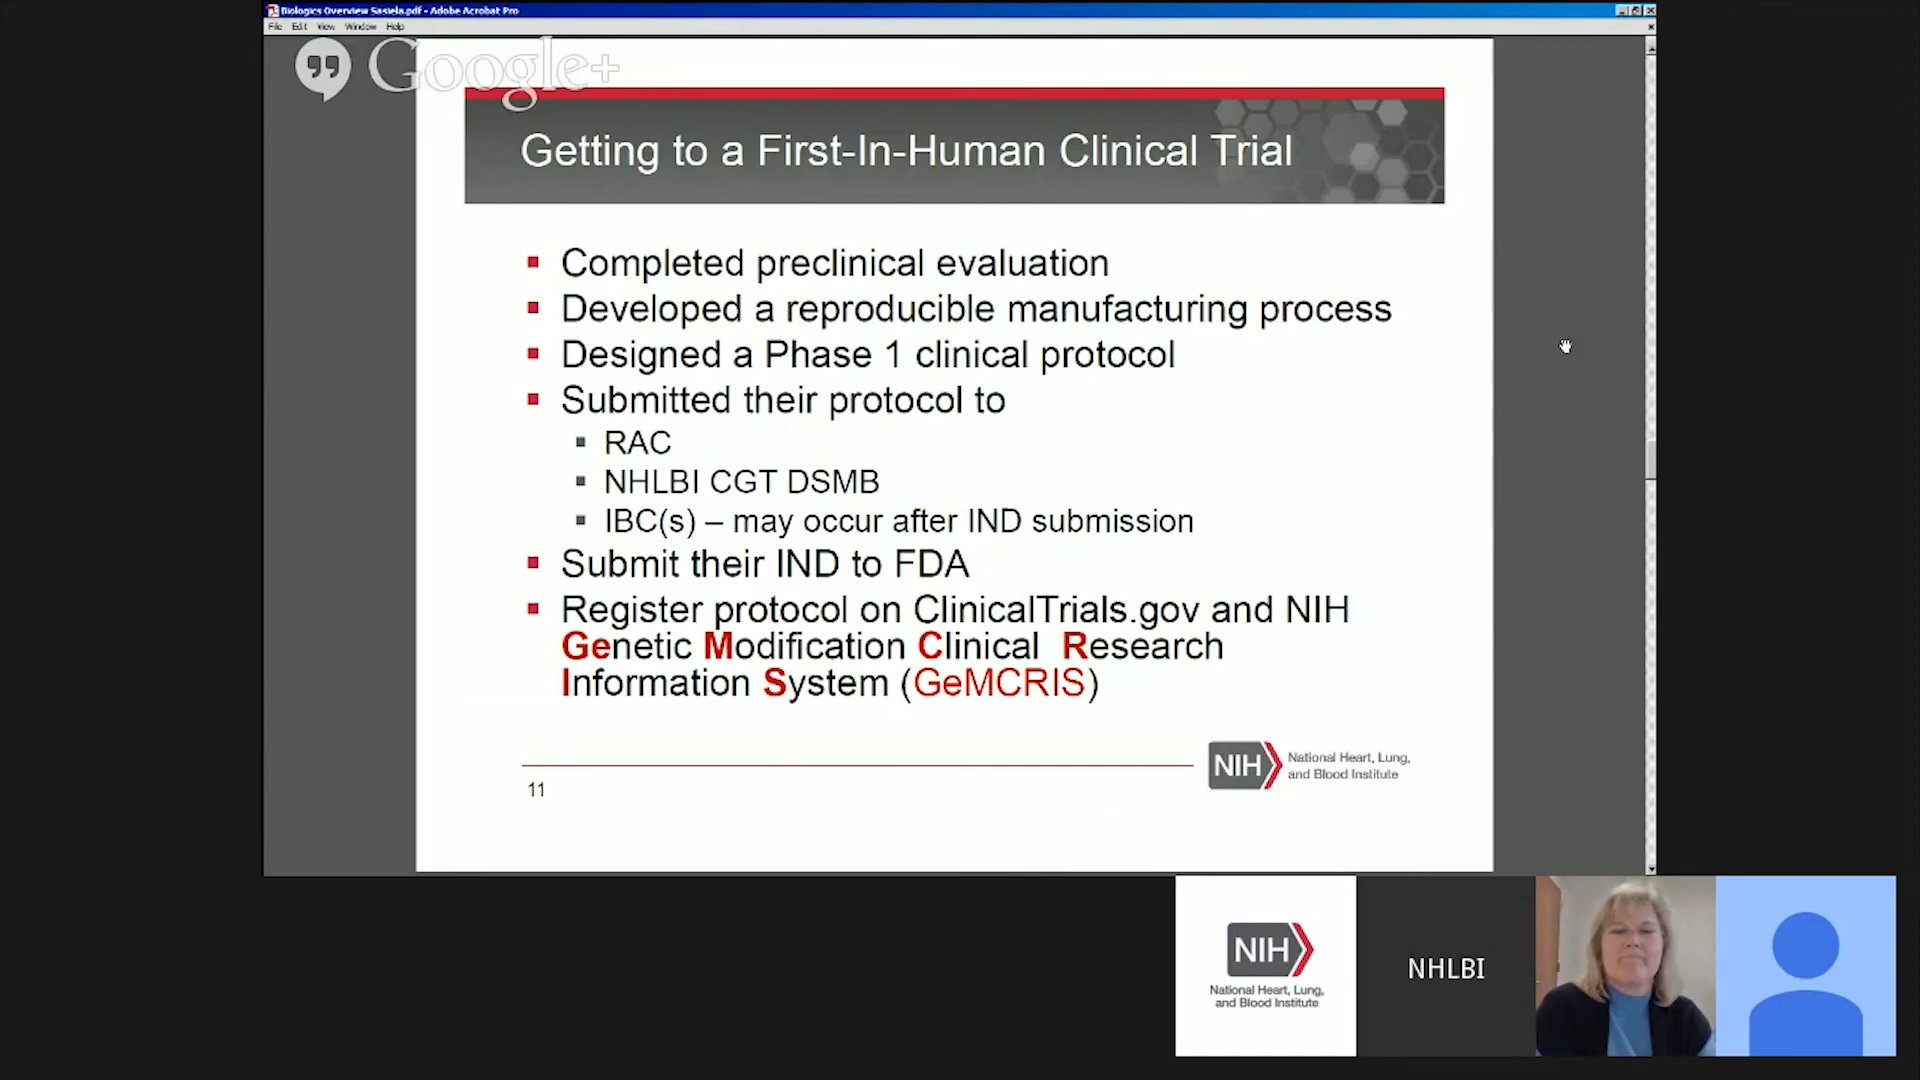 Biologics Overview Sasiela.pdf - Adobe Acrobat Pro
File Edit View Window Help
Google+
Getting to a First-In-Human Clinical Trial
Completed preclinical evaluation
Developed a reproducible manufacturing process
Designed a Phase 1 clinical protocol
Submitted their protocol to
RAC
NHLBI CGT DSMB
IBC(s) – may occur after IND submission
Submit their IND to FDA
Register protocol on ClinicalTrials.gov and NIH
Genetic Modification Clinical Research
Information System (GeMCRIS)
NIH
National Heart, Lung,
and Blood Institute
11
NIH
National Heart, Lung,
and Blood Institute
NHLBI